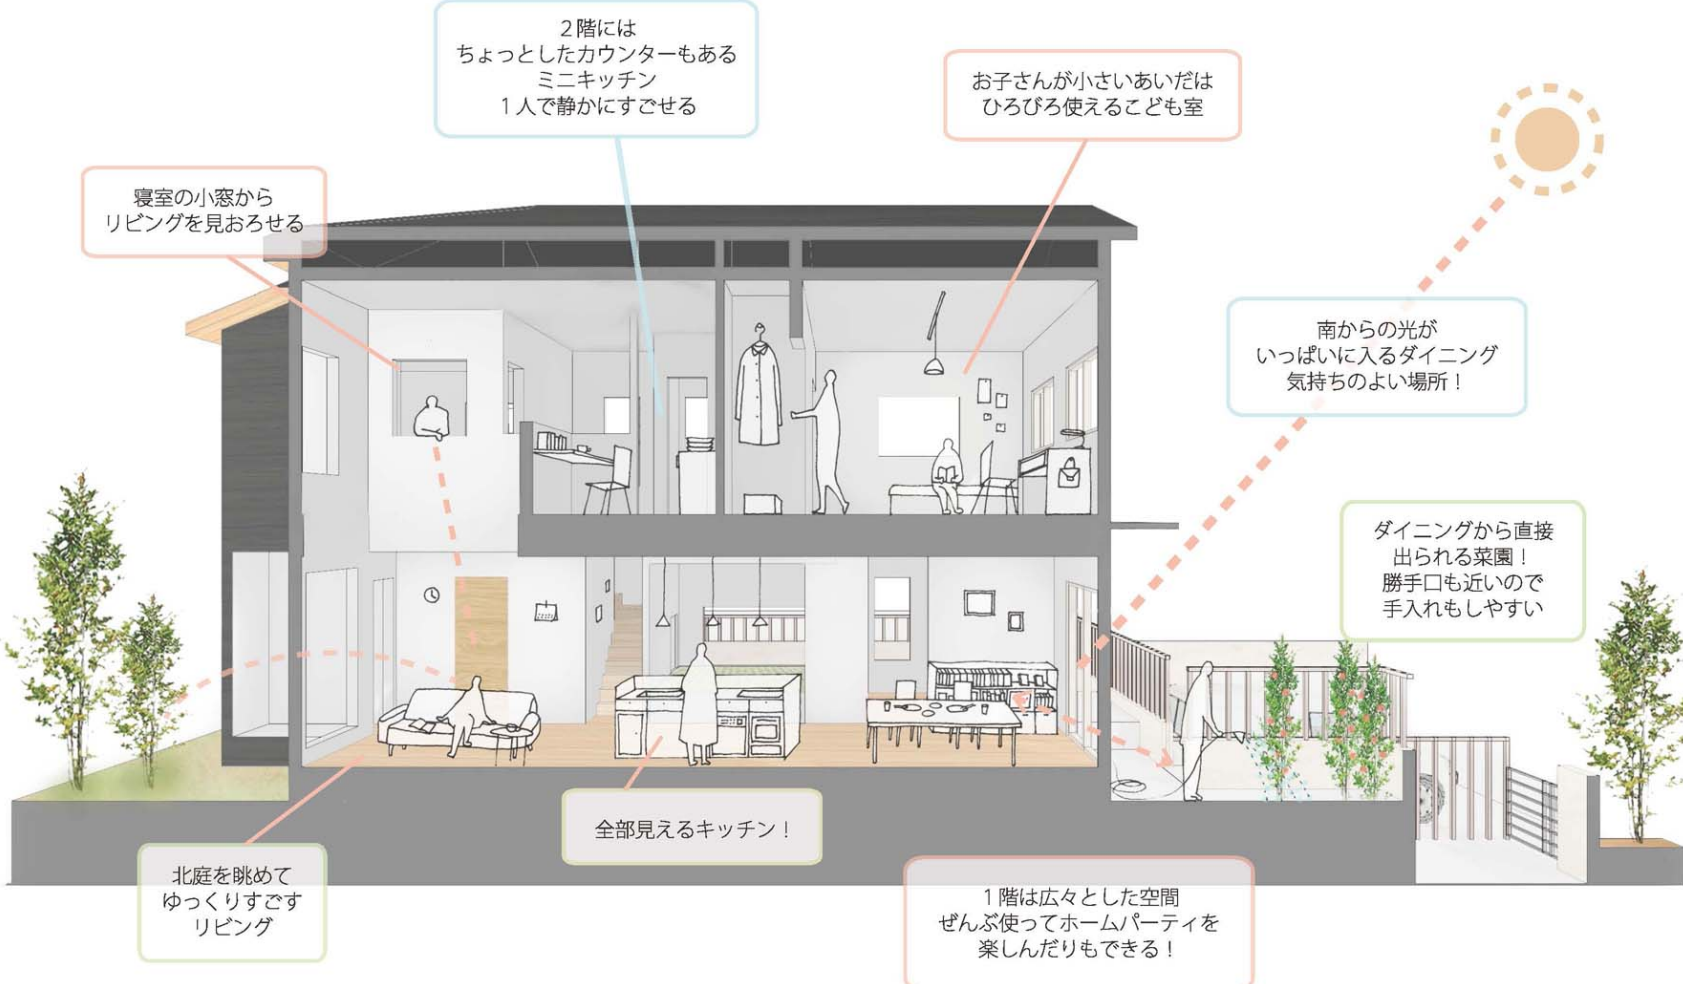 2階には
ちょっとしたカウンターもある
ミニキッチン
1人で静かにすごせる
お子さんが小さいあいだは
ひろびろ使えるこども室
寝室の小窓から
リビングを見おろせる
南からの光が
いっぱいに入るダイニング
気持ちのよい場所！
ダイニングから直接
出られる菜園！
勝手口も近いので
手入れもしやすい
全部見えるキッチン！
北庭を眺めて
ゆっくりすごす
リビング
1階は広々とした空間
ぜんぶ使ってホームパーティを
楽しんだりもできる！